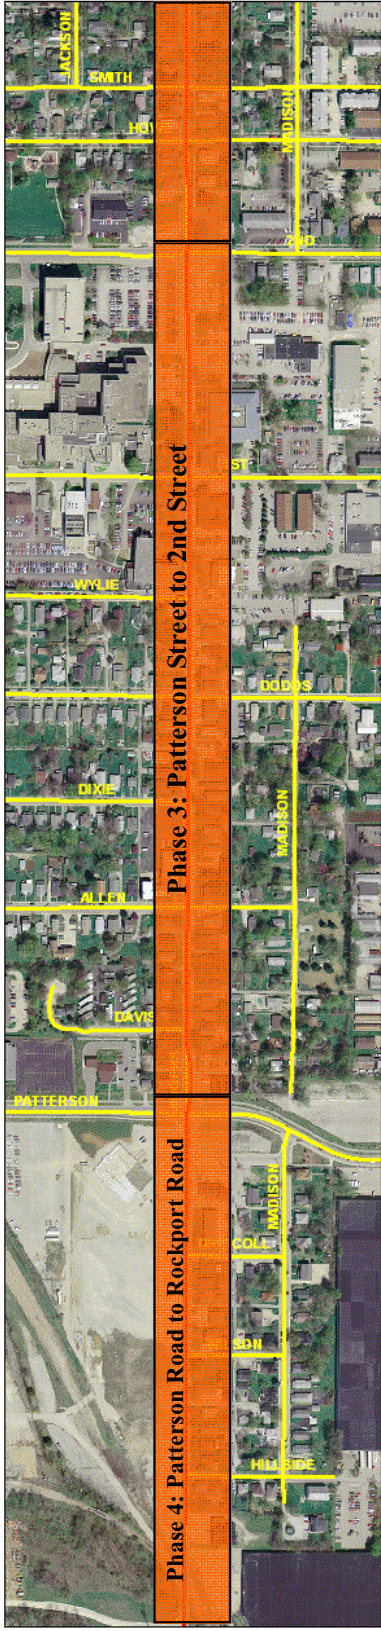 JACKSON
SMITH
MADISON
2ND
ST
Phase 3: Patterson Street to 2nd Street
WYLIE
DODDS
DIXIE
MADISON
ALLEN
DAVIS
PATTERSON
MADISON
Phase 4: Patterson Road to Rockport Road
COLL
SON
HILLSIDE